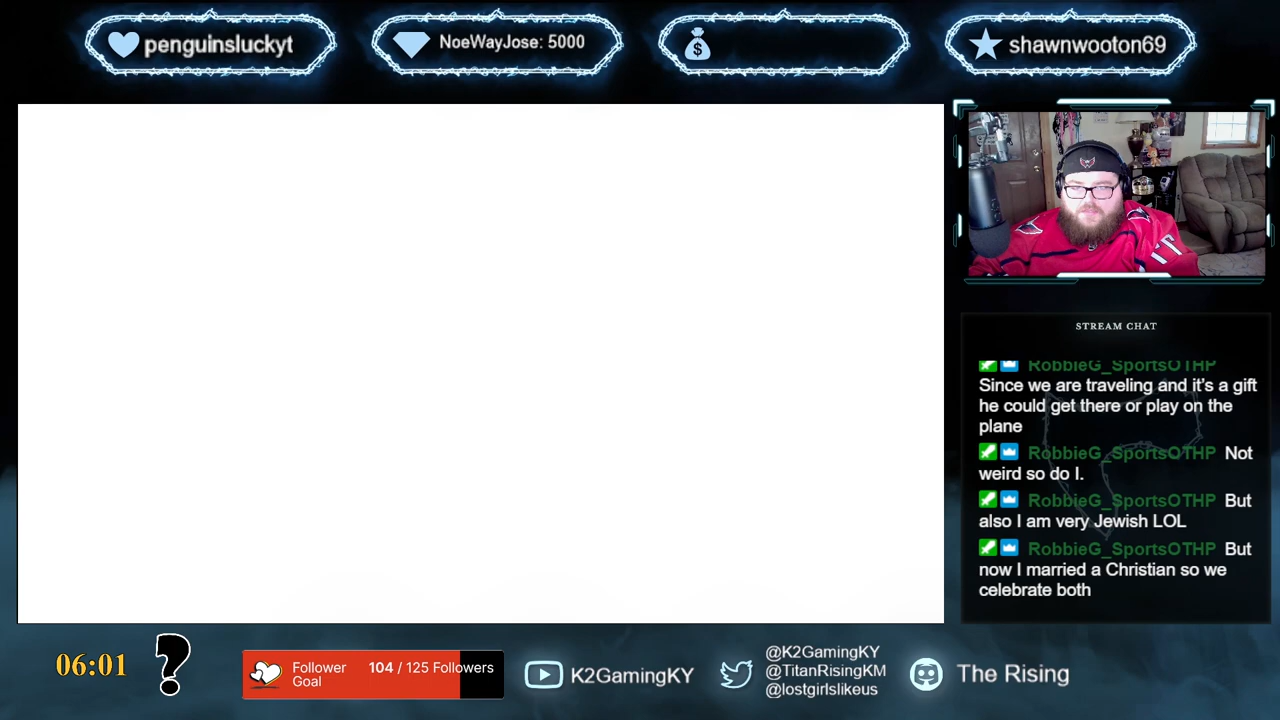 penguinsluckyt
NoeWayJose: 5000
shawnwooton69
STREAM CHAT
RobbieG_SportsOTHP
Since we are traveling and it's a gift
he could get there or play on the
plane
RobbieG_SportsOTHP Not
weird so do I.
RobbieG_SportsOTHP But
also I am very Jewish LOL
RobbieG_SportsOTHP But
now I married a Christian so we
celebrate both
06:01
Follower
Goal
104 / 125 Followers
K2GamingKY
@K2GamingKY
@TitanRisingKM
@lostgirlslikeus
The Rising